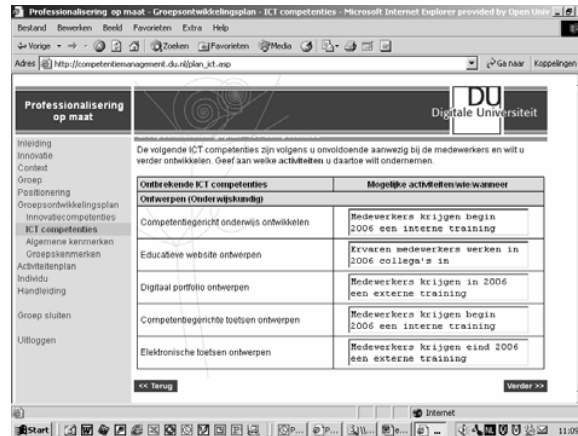 Professionalisering op maat - Groepsontwikkelingsplan - ICT competenties - Microsoft Internet Explorer provided by Open Univ
Bestand Bewerken Beeld Favorieten Extra Help
Vorige Zoeken Favorieten Media
Adres http://competentiemanagement.du.nl/plan_ict.asp Ga naar Koppelingen
Professionalisering
op maat
DU
Digitale Universiteit
Inleiding
Innovatie
Context
Groep
Positionering
Groepsontwikkelingsplan
Innovatiecompetenties
ICT competenties
Algemene kenmerken
Groepskenmerken
Activiteitenplan
Individu
Handleiding
Groep sluiten
Uitloggen
De volgende ICT competenties zijn volgens u onvoldoende aanwezig bij de medewerkers en wilt u
verder ontwikkelen. Geef aan welke activiteiten u daartoe wilt ondernemen.
Ontbrekende ICT competenties Mogelijke activiteiten/wie/wanneer
Ontwerpen (Onderwijskundig)
Competentiegericht onderwijs ontwikkelen
Medewerkers krijgen begin
2006 een interne training
Educatieve website ontwerpen
Ervaren medewerkers werken in
2006 collega's in
Digitaal portfolio ontwerpen
Medewerkers krijgen in 2006
een externe training
Competentiegerichte toetsen ontwerpen
Medewerkers krijgen begin
2006 een interne training
Elektronische toetsen ontwerpen
Medewerkers krijgen eind 2006
een externe training
<< Terug Verder >>
Internet
Start NL 11:09